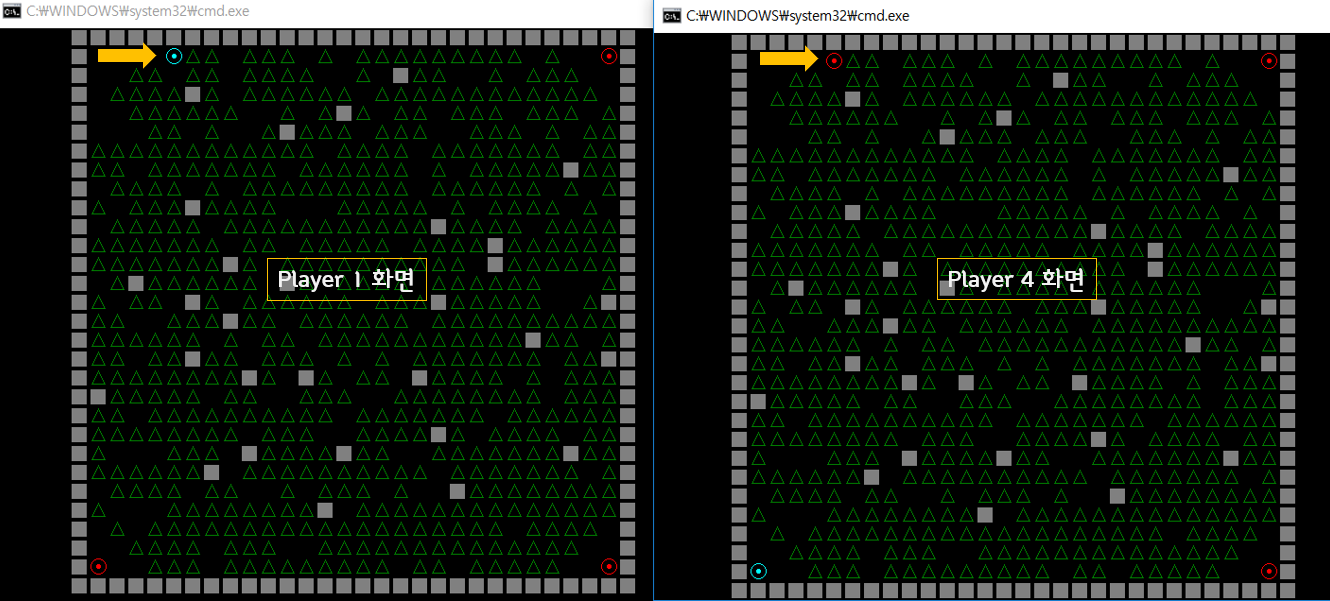 C:₩WINDOWS₩system32₩cmd.exe
C:₩WINDOWS₩system32₩cmd.exe
Player 1 화면
Player 4 화면